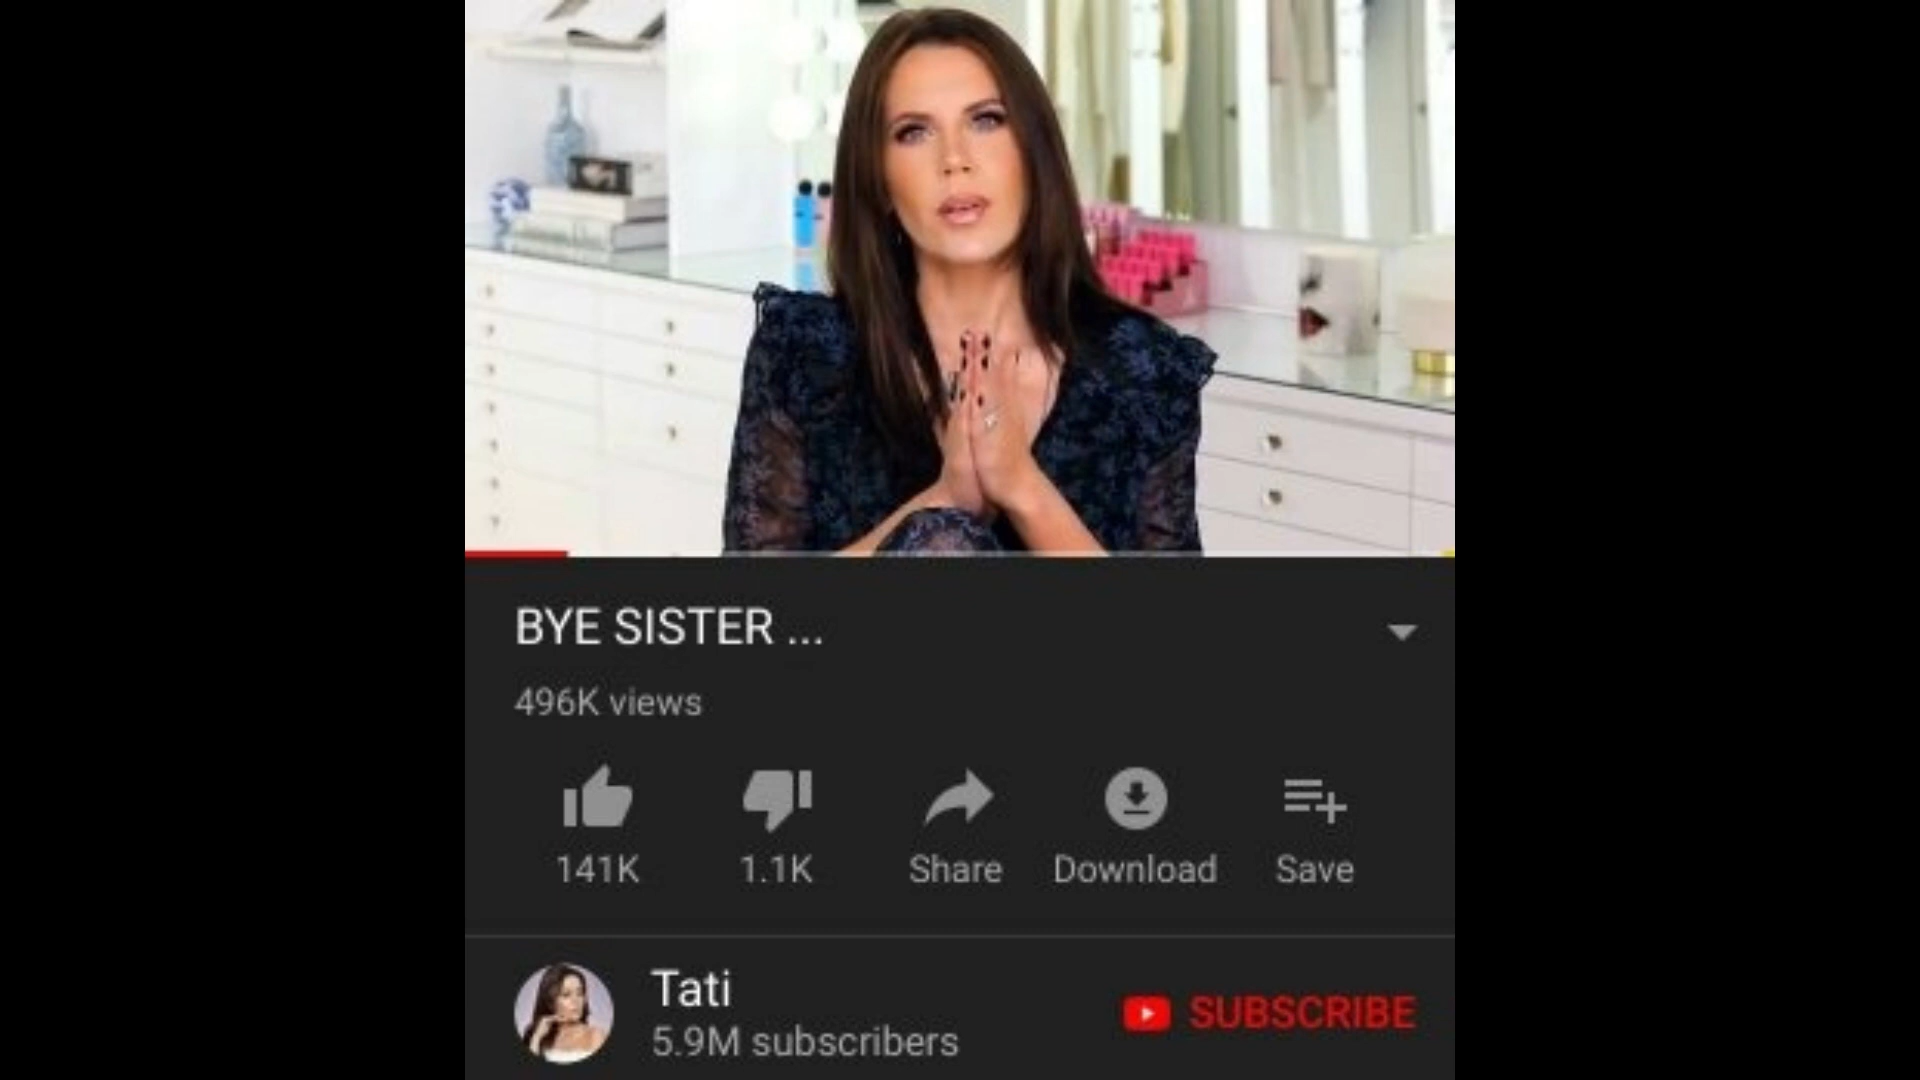 BYE SISTER ...
496K views
141K
1.1K
Share
Download
Save
Tati
5.9M subscribers
SUBSCRIBE